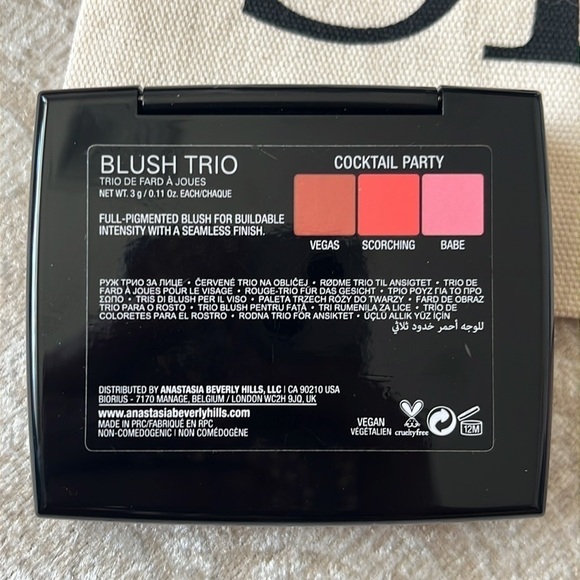 BLUSH TRIO
TRIO DE FARD À JOUES
NET WT. 3 g / 0.11 Oz. EACH/CHAQUE
FULL-PIGMENTED BLUSH FOR BUILDABLE
INTENSITY WITH A SEAMLESS FINISH.
COCKTAIL PARTY
VEGAS SCORCHING BABE
РУЖ ТРИО ЗА ЛИЦЕ • ČERVENÉ TRIO NA OBLIČEJ • RØDME TRIO TIL ANSIGTET • TRIO DE
FARD À JOUES POUR LE VISAGE • ROUGE-TRIO FÜR DAS GESICHT • ΤΡΙΟ ΡΟΥΖ ΓΙΑ ΤΟ ΠΡΟ
ΣΩΠΟ • TRIS DI BLUSH PER IL VISO • PALETA TRZECH RÓŻY DO TWARZY • FARD DE OBRAZ
TRIO PARA O ROSTO • TRIO BLUSH PENTRU FAȚĂ • TRI RUMENILA ZA LICE • TRÍO DE
COLORETES PARA EL ROSTRO • RODNA TRIO FÖR ANSIKTET • ÜÇLÜ ALLIK YÜZ İÇİN
للوجه أحمر خدود ثلاثي
DISTRIBUTED BY ANASTASIA BEVERLY HILLS, LLC | CA 90210 USA
BIORIUS - 7170 MANAGE, BELGIUM / LONDON WC2H 9JQ, UK
www.anastasiabeverlyhills.com
MADE IN PRC/FABRIQUÉ EN RPC
NON-COMEDOGENIC | NON COMÉDOGÈNE
VEGAN
VÉGÉTALIEN
crueltyfree
12M